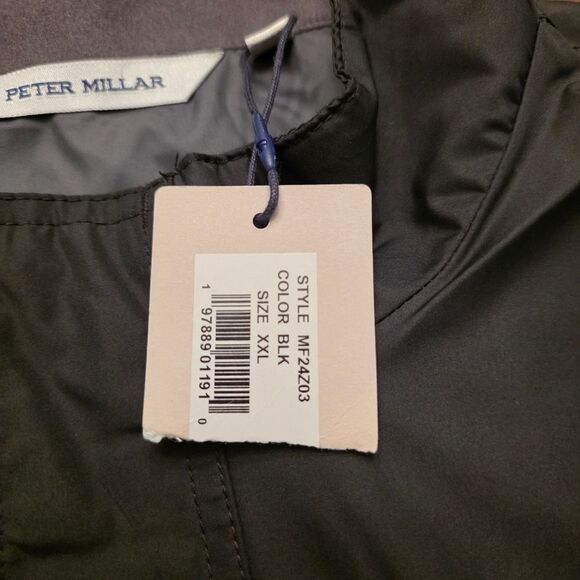 PETER MILLAR
STYLE MF24Z03
COLOR BLK
SIZE XXL
1 97889 01191 0